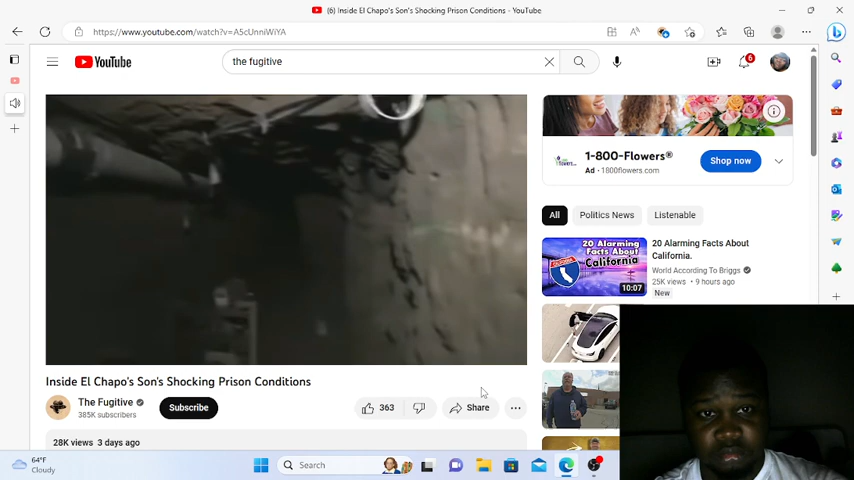 (6) Inside El Chapo's Son's Shocking Prison Conditions - YouTube
https://www.youtube.com/watch?v=A5cUnniWiYA
YouTube
the fugitive
6
1-800-Flowers®
Ad • 1800flowers.com
Shop now
All
Politics News
Listenable
20 Alarming Facts About California
10:07
20 Alarming Facts About
California.
World According To Briggs
25K views • 9 hours ago
New
Inside El Chapo's Son's Shocking Prison Conditions
The Fugitive
385K subscribers
Subscribe
363
Share
28K views 3 days ago
64°F
Cloudy
Search